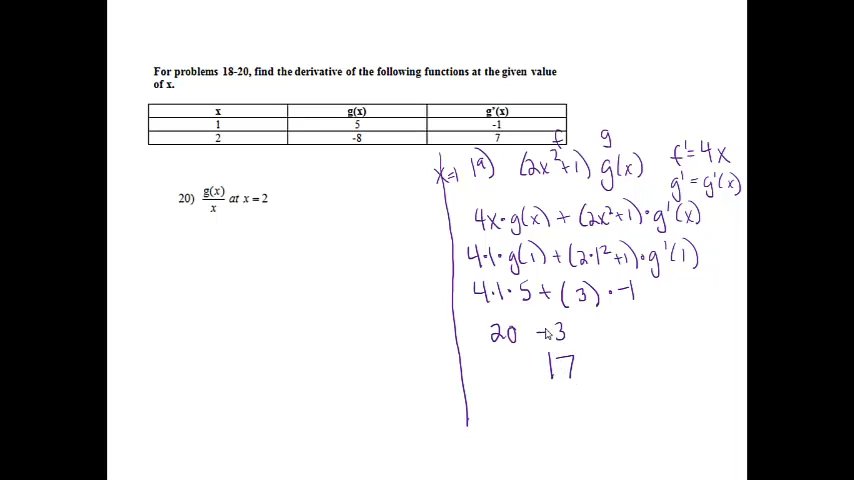 For problems 18-20, find the derivative of the following functions at the given value
of x.
x g(x) g'(x)
1 5 -1
2 -8 7
f g
x=1 19) (2x²+1) g(x) f' = 4x
g' = g'(x)
20) g(x)/x at x = 2
4x·g(x) + (2x²+1)·g'(x)
4·1·g(1) + (2·1²+1)·g'(1)
4·1·5 + (3)·-1
20 -3
17